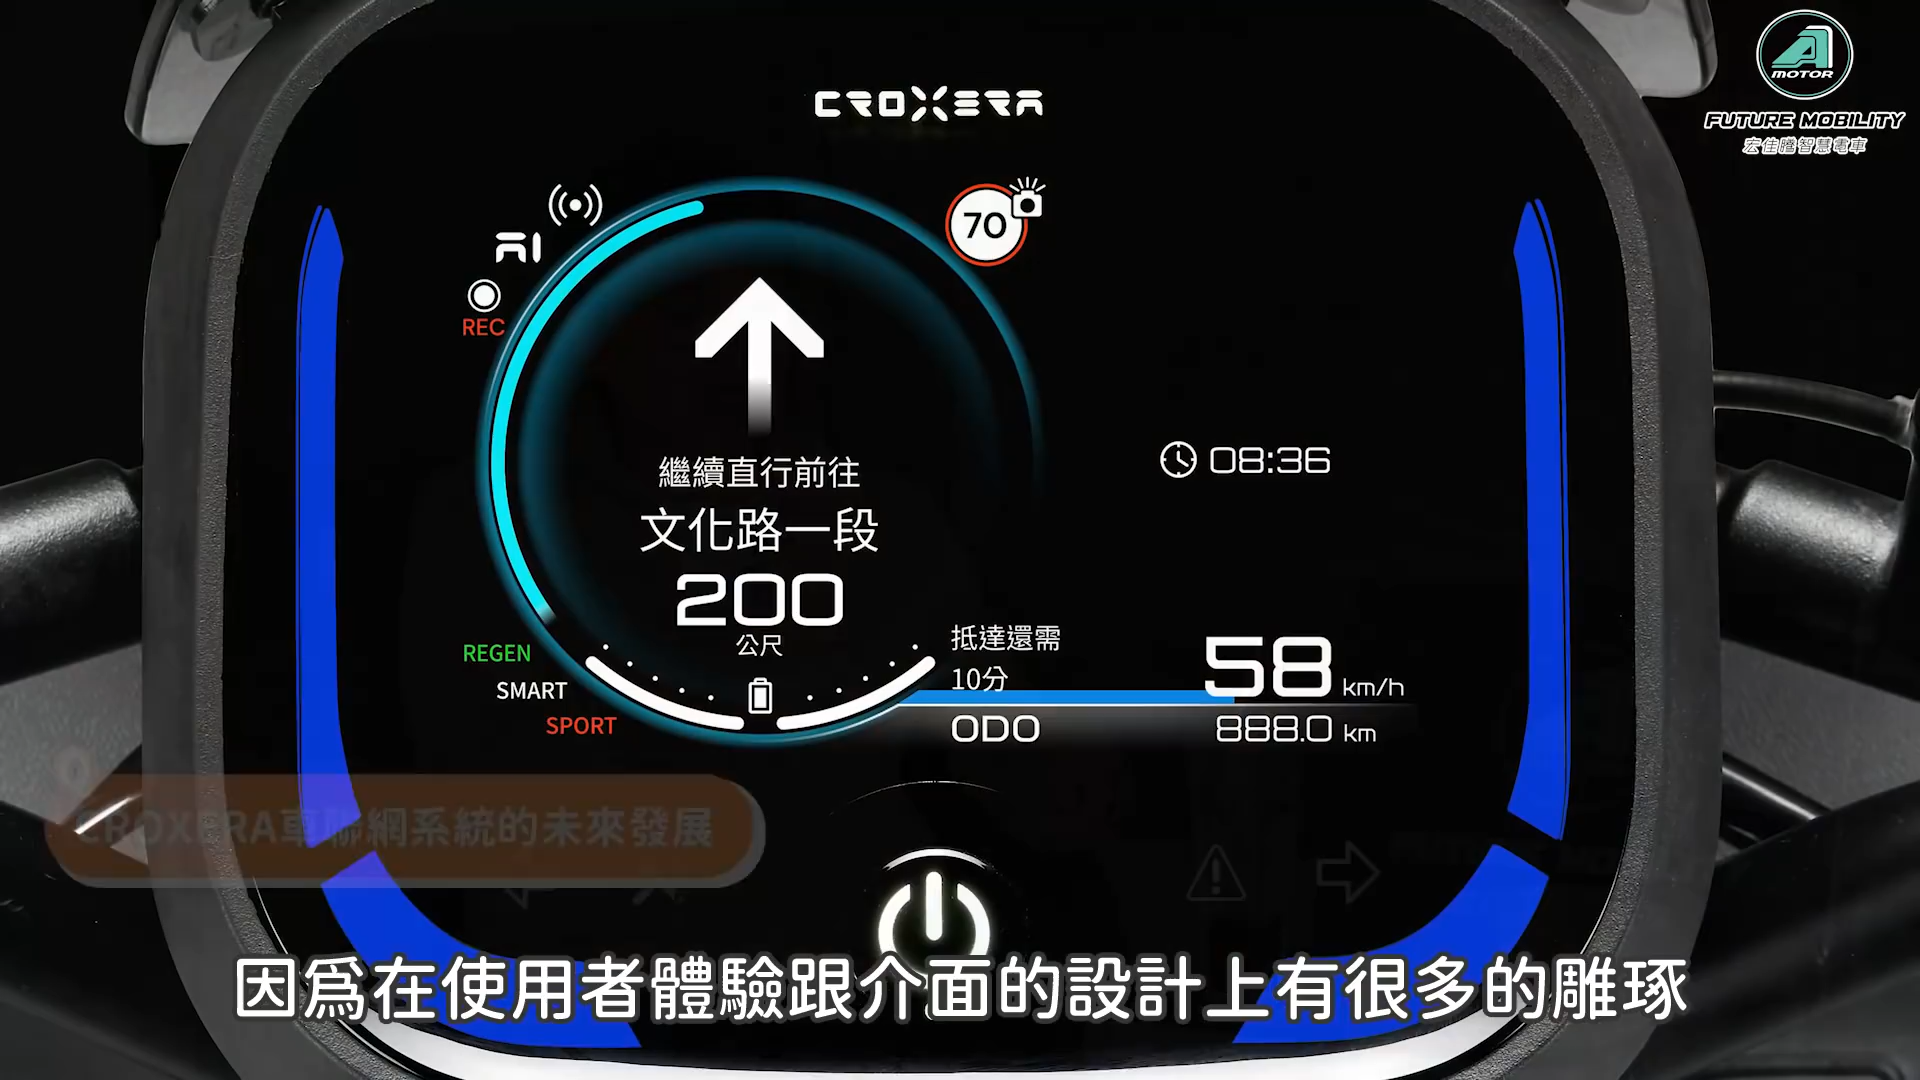 CROXERA
MOTOR
FUTURE MOBILITY
宏佳騰智慧電車
70
AI
REC
繼續直行前往
文化路一段
200
公尺
08:36
REGEN
SMART
SPORT
抵達還需
10分
58 km/h
ODO 888.0 km
CROXERA車聯網系統的未來發展
因為在使用者體驗跟介面的設計上有很多的雕琢